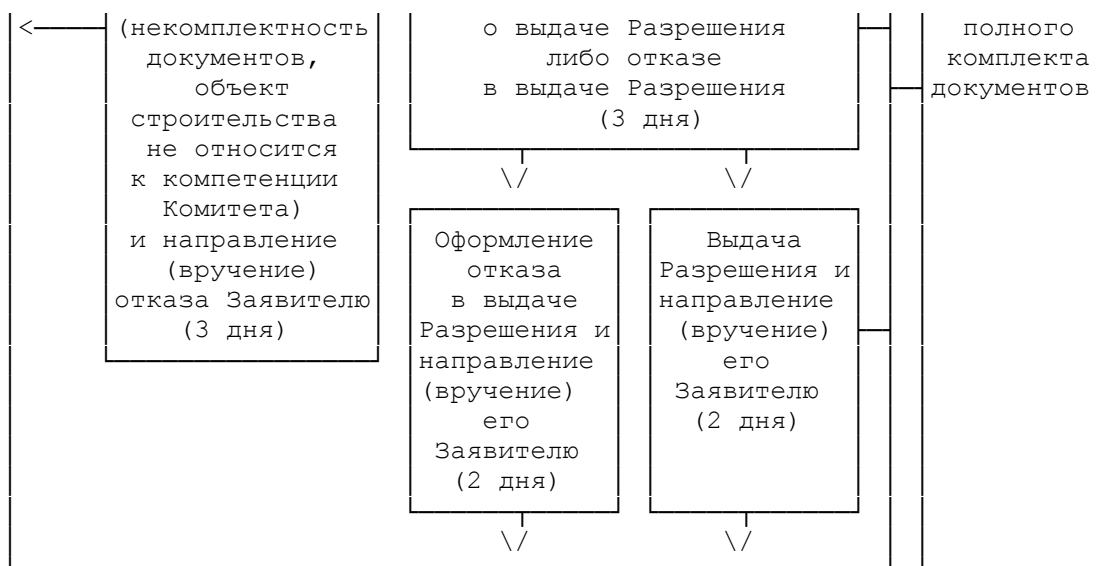 (некомплектность
документов,
объект
строительства
не относится
к компетенции
Комитета)
и направление
(вручение)
отказа Заявителю
(3 дня)
о выдаче Разрешения
либо отказе
в выдаче Разрешения
(3 дня)
полного
комплекта
документов
Оформление
отказа
в выдаче
Разрешения и
направление
(вручение)
его
Заявителю
(2 дня)
Выдача
Разрешения и
направление
(вручение)
его
Заявителю
(2 дня)